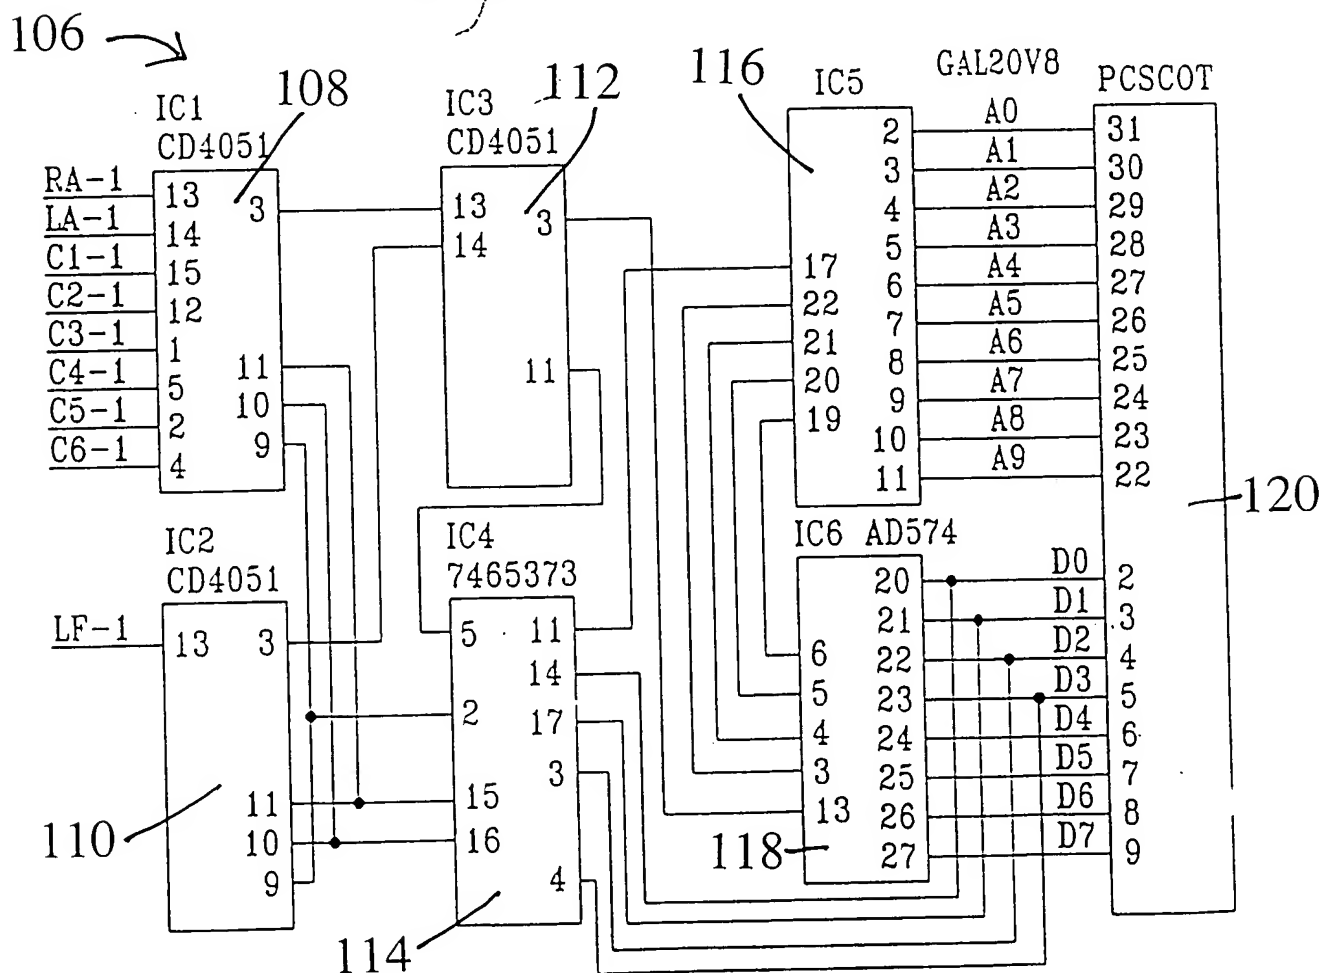 106
IC1
CD4051
108
RA-1
LA-1
C1-1
C2-1
C3-1
C4-1
C5-1
C6-1
13
14
15
12
1
5
2
4
3
11
10
9
IC3
CD4051
112
13
14
3
11
116
IC5
GAL20V8
PCSCOT
17
22
21
20
19
2
3
4
5
6
7
8
9
10
11
A0
A1
A2
A3
A4
A5
A6
A7
A8
A9
31
30
29
28
27
26
25
24
23
22
120
IC2
CD4051
LF-1
13
3
11
10
9
110
IC4
7465373
5
2
15
16
11
14
17
3
4
114
IC6 AD574
6
5
4
3
13
20
21
22
23
24
25
26
27
118
D0
D1
D2
D3
D4
D5
D6
D7
2
3
4
5
6
7
8
9